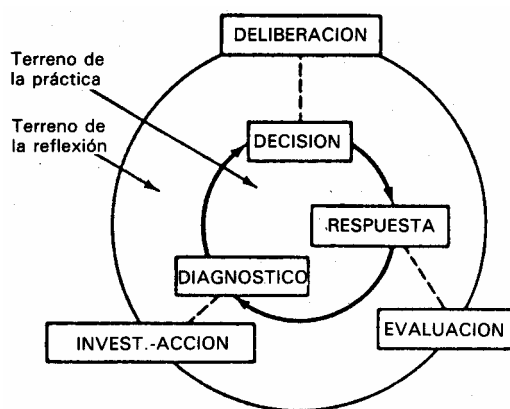 DELIBERACION
Terreno de
la práctica
Terreno de
la reflexión
DECISION
RESPUESTA
DIAGNOSTICO
INVEST.-ACCION
EVALUACION